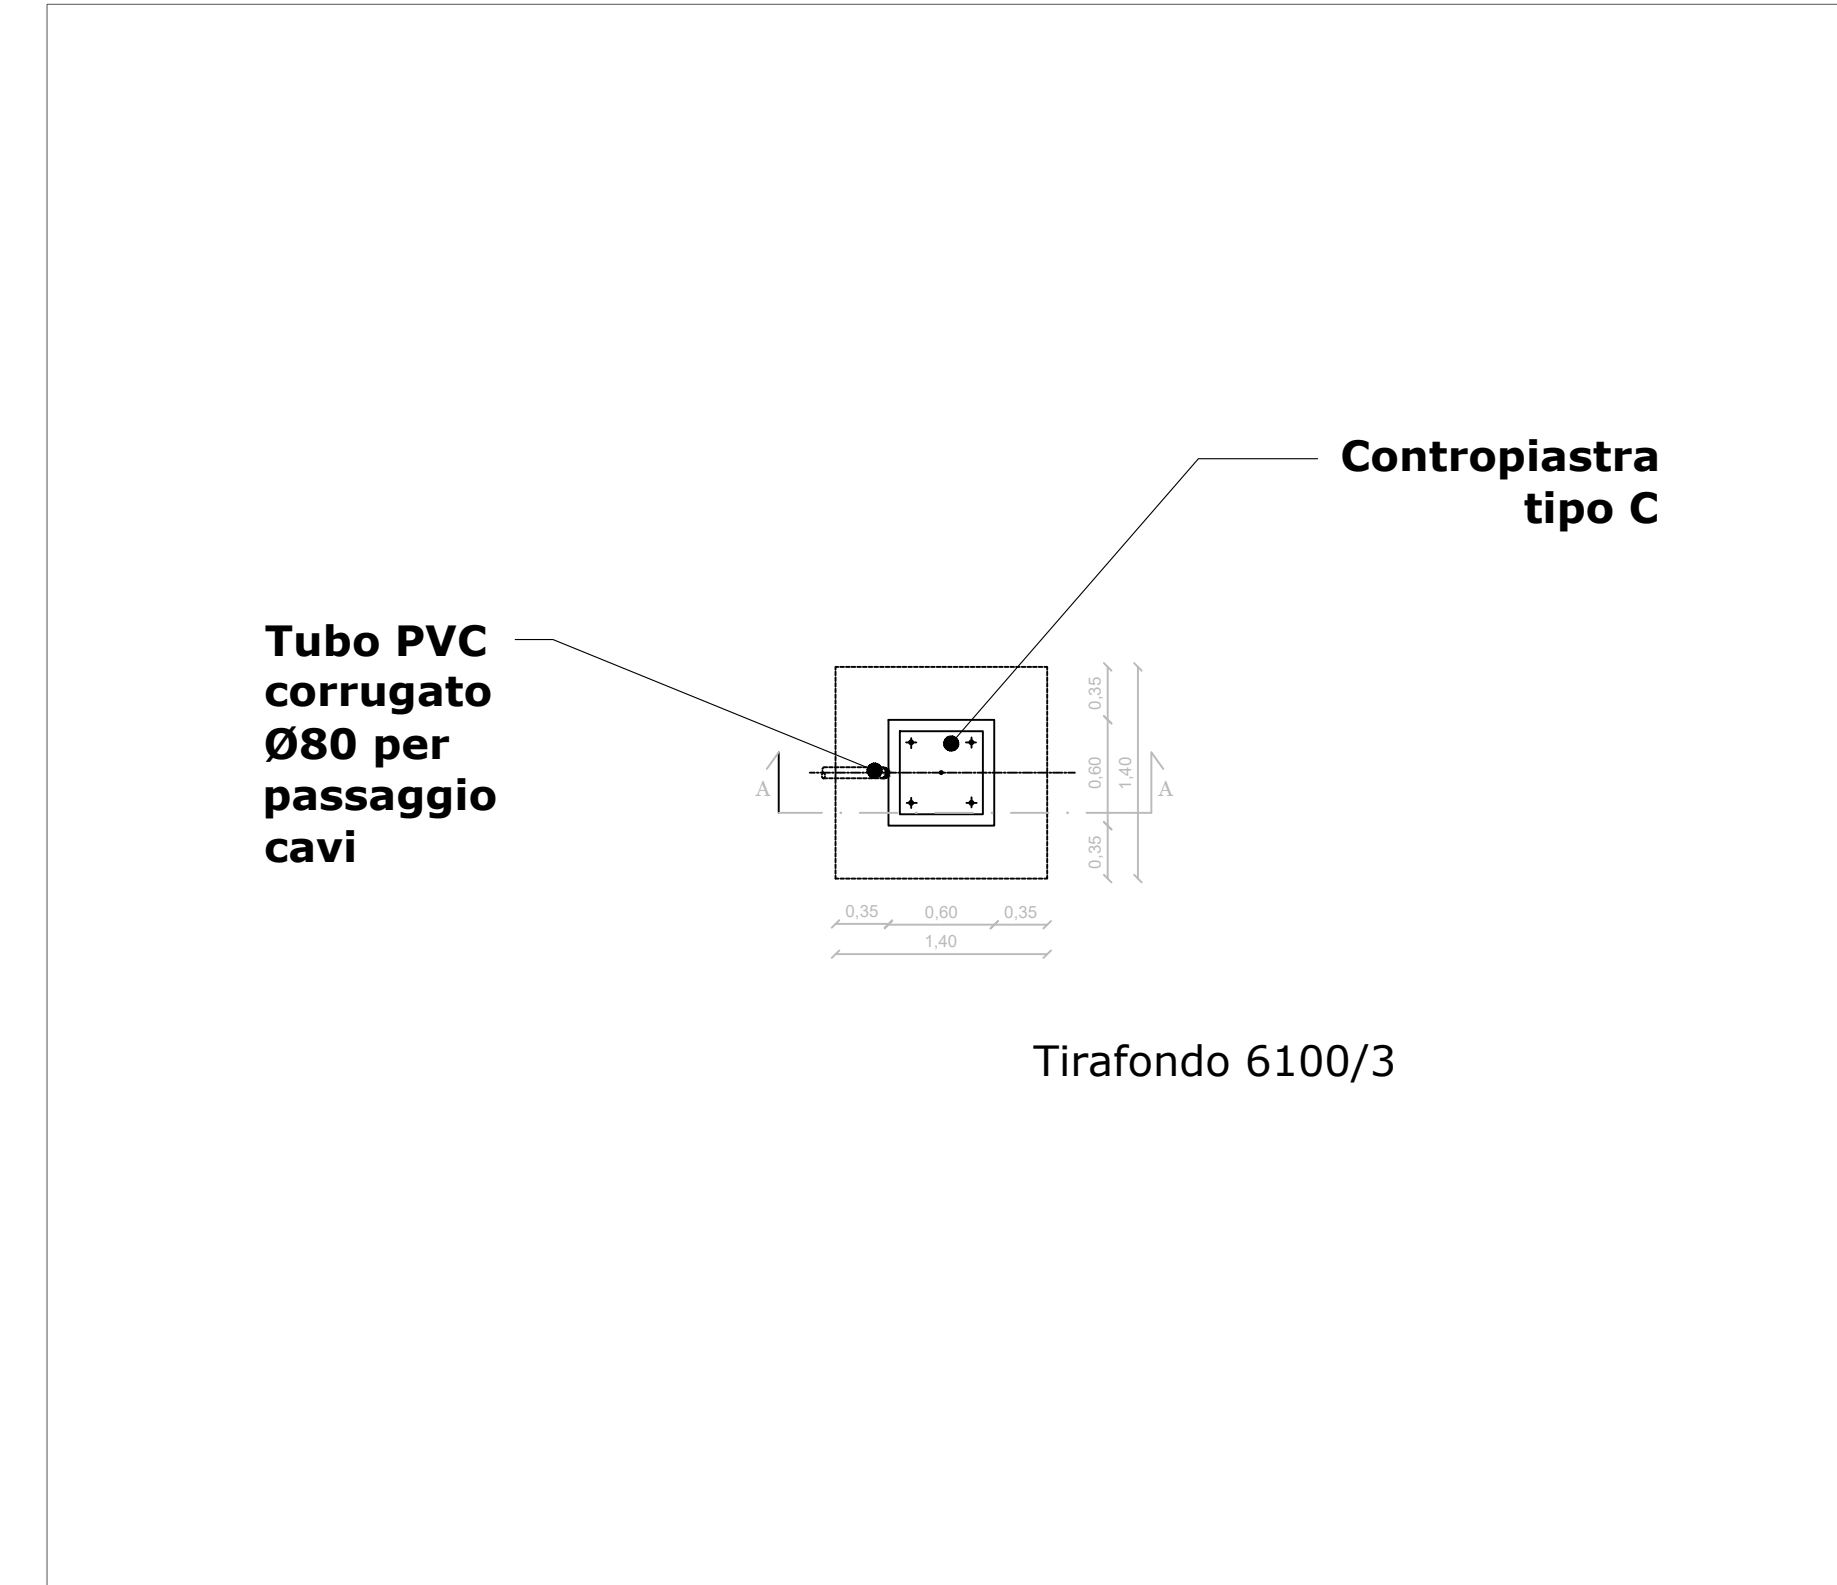 Contropiastra
tipo C
Tubo PVC
corrugato
Ø80 per
passaggio
cavi
0,35
0,60
1,40
0,35
A
A
0,35
0,60
0,35
1,40
Tirafondo 6100/3